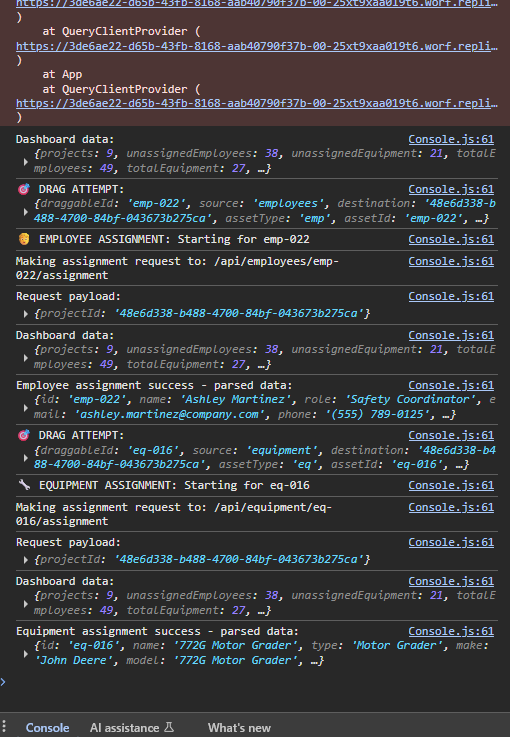 https://3de6ae22-d65b-43fb-8168-aab40790f37b-00-25xt9xaa019t6.worf.repli…
)
at QueryClientProvider (
https://3de6ae22-d65b-43fb-8168-aab40790f37b-00-25xt9xaa019t6.worf.repli…
)
at App
at QueryClientProvider (
https://3de6ae22-d65b-43fb-8168-aab40790f37b-00-25xt9xaa019t6.worf.repli…
)
Dashboard data: Console.js:61
{projects: 9, unassignedEmployees: 38, unassignedEquipment: 21, totalE
mployees: 49, totalEquipment: 27, …}
🎯 DRAG ATTEMPT: Console.js:61
{draggableId: 'emp-022', source: 'employees', destination: '48e6d338-
b488-4700-84bf-043673b275ca', assetType: 'emp', assetId: 'emp-022', …}
👷 EMPLOYEE ASSIGNMENT: Starting for emp-022 Console.js:61
Making assignment request to: /api/employees/emp- Console.js:61
022/assignment
Request payload: Console.js:61
{projectId: '48e6d338-b488-4700-84bf-043673b275ca'}
Dashboard data: Console.js:61
{projects: 9, unassignedEmployees: 38, unassignedEquipment: 21, totalE
mployees: 49, totalEquipment: 27, …}
Employee assignment success - parsed data: Console.js:61
{id: 'emp-022', name: 'Ashley Martinez', role: 'Safety Coordinator', e
mail: 'ashley.martinez@company.com', phone: '(555) 789-0125', …}
🎯 DRAG ATTEMPT: Console.js:61
{draggableId: 'eq-016', source: 'equipment', destination: '48e6d338-b4
88-4700-84bf-043673b275ca', assetType: 'eq', assetId: 'eq-016', …}
🔧 EQUIPMENT ASSIGNMENT: Starting for eq-016 Console.js:61
Making assignment request to: /api/equipment/eq- Console.js:61
016/assignment
Request payload: Console.js:61
{projectId: '48e6d338-b488-4700-84bf-043673b275ca'}
Dashboard data: Console.js:61
{projects: 9, unassignedEmployees: 38, unassignedEquipment: 21, totalE
mployees: 49, totalEquipment: 27, …}
Equipment assignment success - parsed data: Console.js:61
{id: 'eq-016', name: '772G Motor Grader', type: 'Motor Grader', make:
'John Deere', model: '772G Motor Grader', …}
Console AI assistance What's new